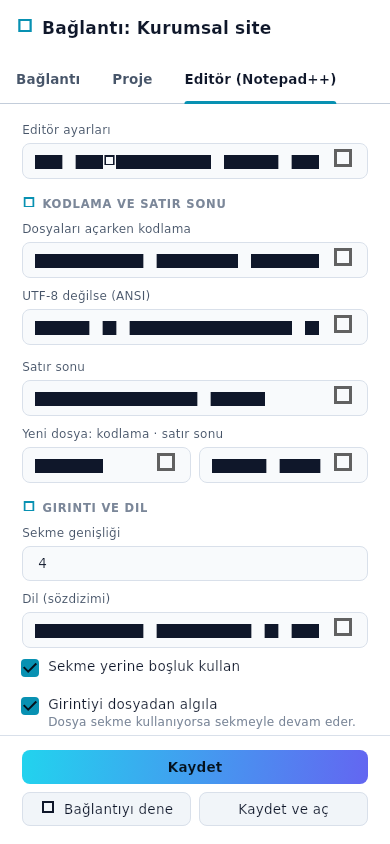 Bağlantı: Kurumsal site
Bağlantı Proje Editör (Notepad++)
Editör ayarları
KODLAMA VE SATIR SONU
Dosyaları açarken kodlama
UTF-8 değilse (ANSI)
Satır sonu
Yeni dosya: kodlama · satır sonu
GIRINTI VE DIL
Sekme genişliği
4
Dil (sözdizimi)
Sekme yerine boşluk kullan
Girintiyi dosyadan algıla
Dosya sekme kullanıyorsa sekmeyle devam eder.
Kaydet
Bağlantıyı dene Kaydet ve aç